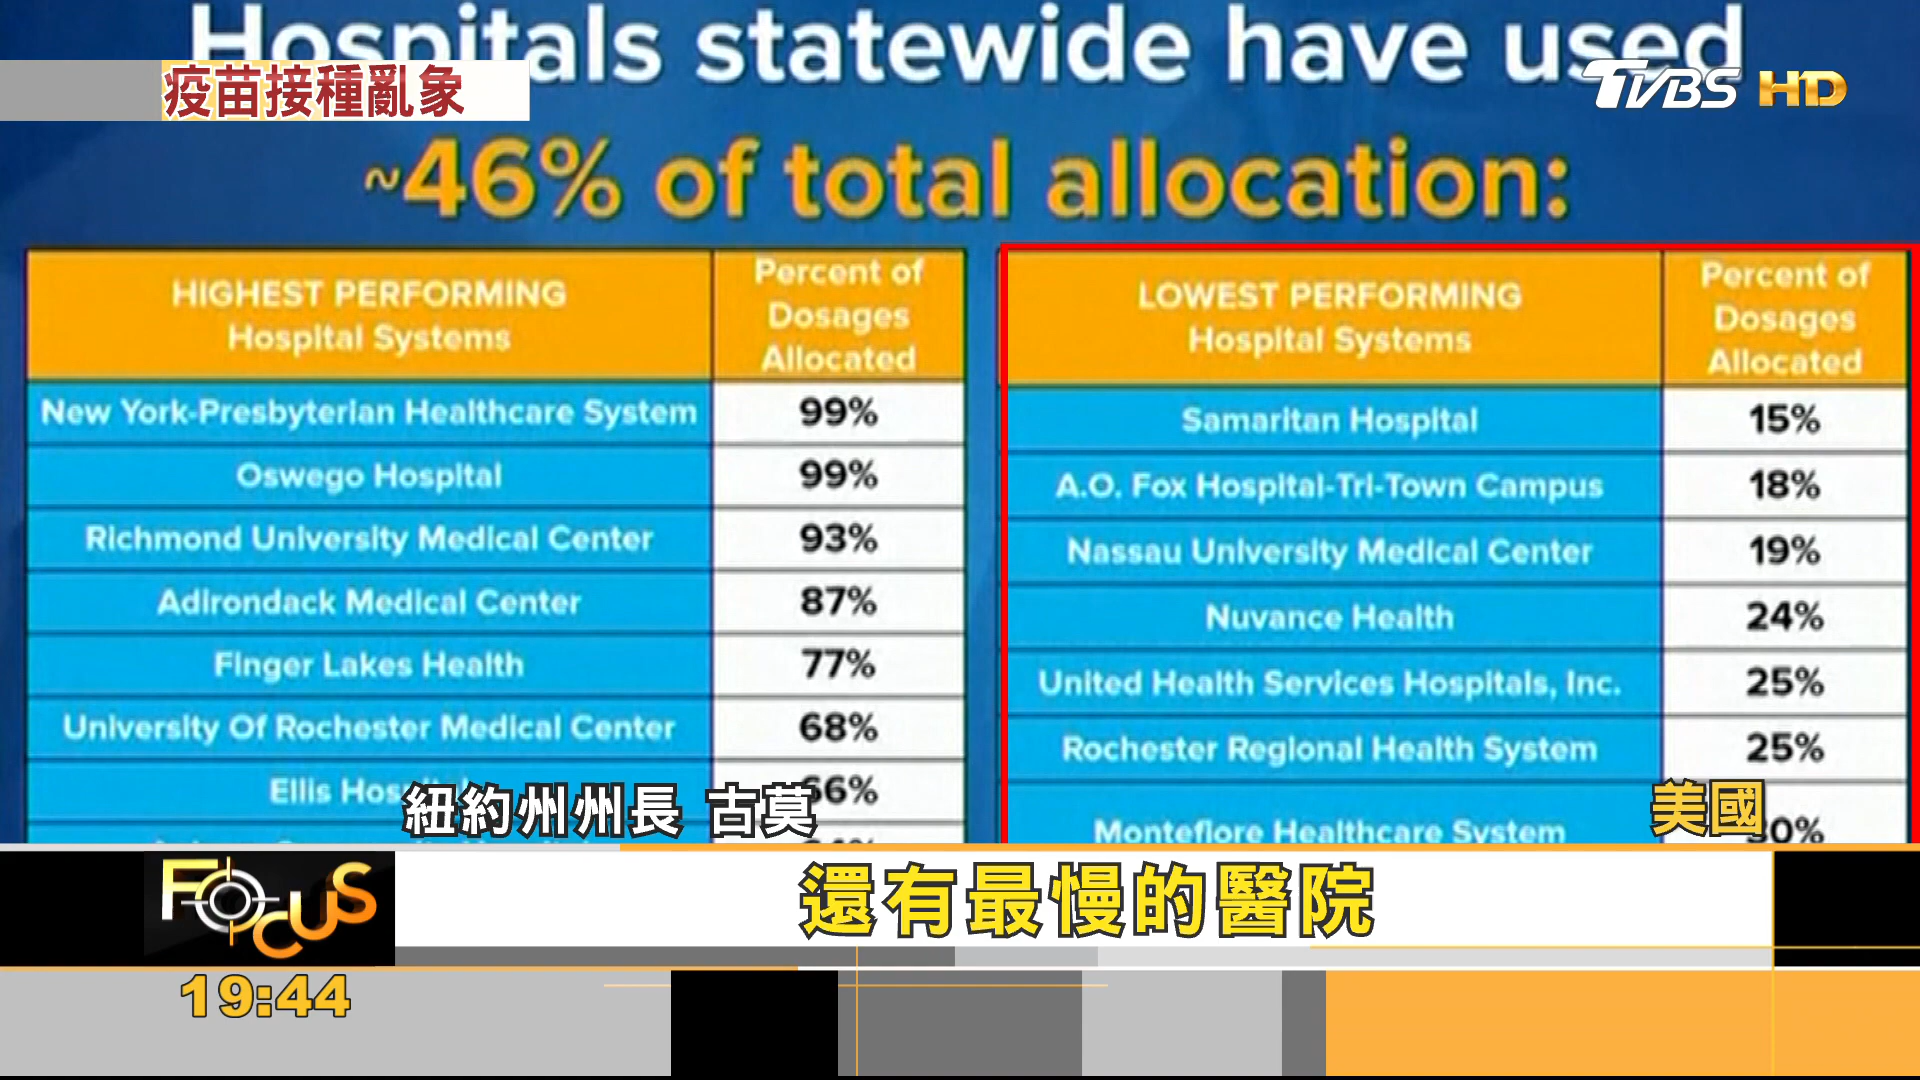 Hospitals statewide have used
疫苗接種亂象
TVBS HD
~46% of total allocation:
HIGHEST PERFORMING
Hospital Systems
Percent of
Dosages
Allocated
New York-Presbyterian Healthcare System 99%
Oswego Hospital 99%
Richmond University Medical Center 93%
Adirondack Medical Center 87%
Finger Lakes Health 77%
University Of Rochester Medical Center 68%
Ellis 66%
LOWEST PERFORMING
Hospital Systems
Percent of
Dosages
Allocated
Samaritan Hospital 15%
A.O. Fox Hospital-Tri-Town Campus 18%
Nassau University Medical Center 19%
Nuvance Health 24%
United Health Services Hospitals, Inc. 25%
Rochester Regional Health System 25%
Montefiore Healthcare System
紐約州州長 古莫
美國
FOCUS
還有最慢的醫院
19:44